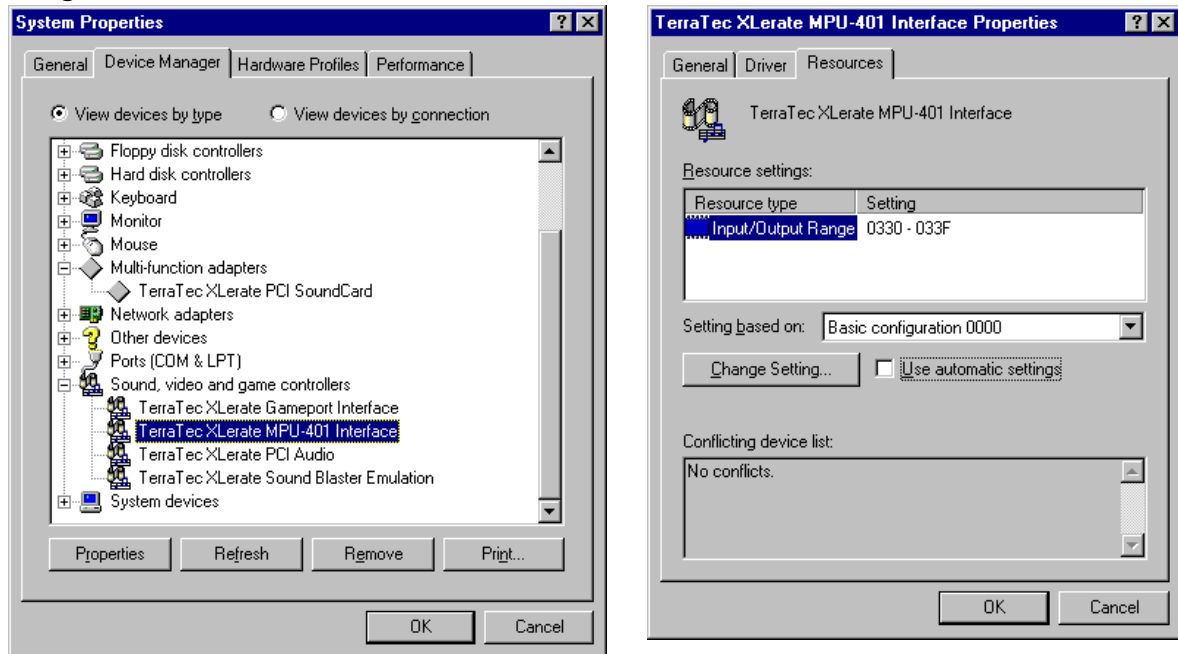 System Properties
General Device Manager Hardware Profiles Performance
View devices by type View devices by connection
Floppy disk controllers
Hard disk controllers
Keyboard
Monitor
Mouse
Multi-function adapters
TerraTec XLerate PCI SoundCard
Network adapters
Other devices
Ports (COM & LPT)
Sound, video and game controllers
TerraTec XLerate Gameport Interface
TerraTec XLerate MPU-401 Interface
TerraTec XLerate PCI Audio
TerraTec XLerate Sound Blaster Emulation
System devices
Properties Refresh Remove Print...
OK Cancel
TerraTec XLerate MPU-401 Interface Properties
General Driver Resources
TerraTec XLerate MPU-401 Interface
Resource settings:
Resource type Setting
Input/Output Range 0330 - 033F
Setting based on: Basic configuration 0000
Change Setting... Use automatic settings
Conflicting device list:
No conflicts.
OK Cancel